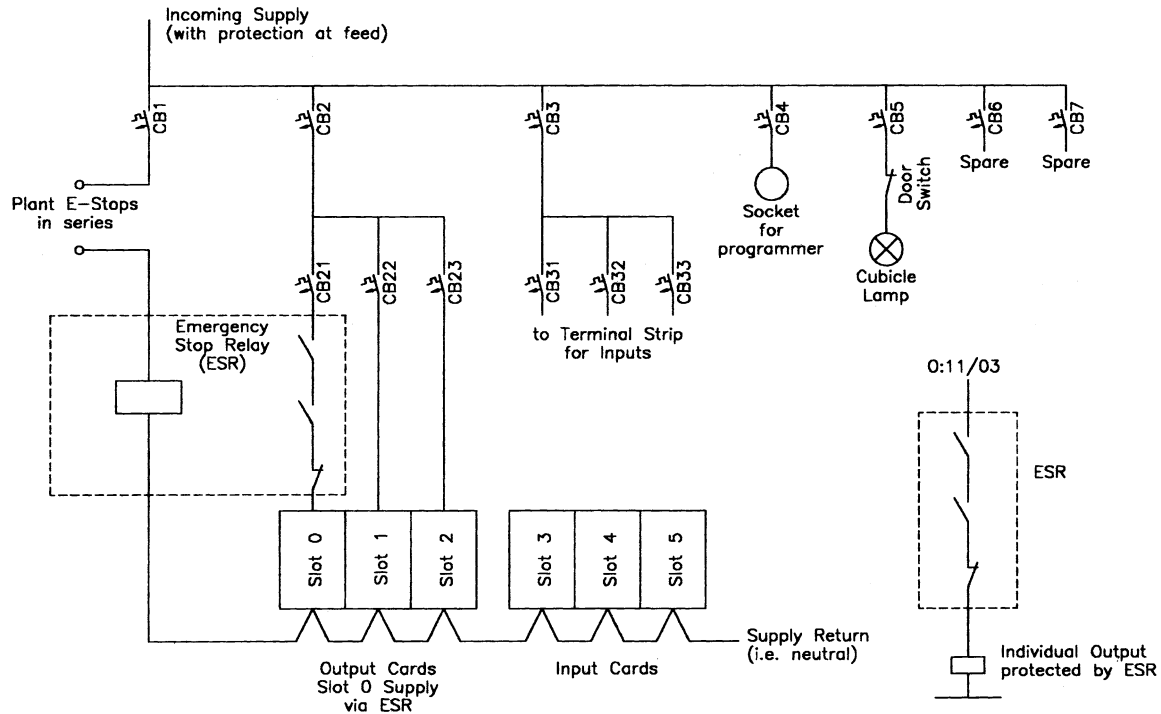 Incoming Supply
(with protection at feed)
CB1
CB2
CB3
CB4
CB5
CB6
CB7
Plant E-Stops
in series
Socket
for
programmer
Door
Switch
Cubicle
Lamp
Spare
Spare
CB21
CB22
CB23
CB31
CB32
CB33
to Terminal Strip
for Inputs
Emergency
Stop Relay
(ESR)
O:11/03
ESR
Slot 0
Slot 1
Slot 2
Slot 3
Slot 4
Slot 5
Output Cards
Slot 0 Supply
via ESR
Input Cards
Supply Return
(i.e. neutral)
Individual Output
protected by ESR